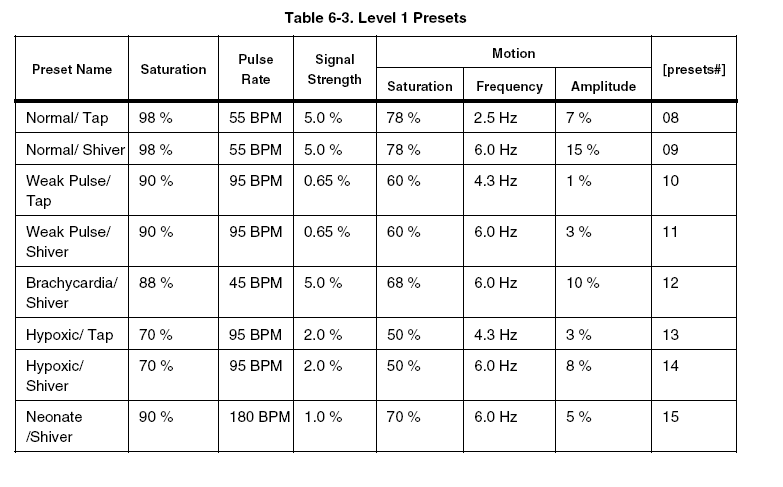 Table 6-3. Level 1 Presets
Preset Name Saturation Pulse Rate Signal Strength Motion [presets#]
Saturation Frequency Amplitude
Normal/ Tap 98 % 55 BPM 5.0 % 78 % 2.5 Hz 7 % 08
Normal/ Shiver 98 % 55 BPM 5.0 % 78 % 6.0 Hz 15 % 09
Weak Pulse/ 90 % 95 BPM 0.65 % 60 % 4.3 Hz 1 % 10
Tap
Weak Pulse/ 90 % 95 BPM 0.65 % 60 % 6.0 Hz 3 % 11
Shiver
Brachycardia/ 88 % 45 BPM 5.0 % 68 % 6.0 Hz 10 % 12
Shiver
Hypoxic/ Tap 70 % 95 BPM 2.0 % 50 % 4.3 Hz 3 % 13
Hypoxic/ 70 % 95 BPM 2.0 % 50 % 6.0 Hz 8 % 14
Shiver
Neonate 90 % 180 BPM 1.0 % 70 % 6.0 Hz 5 % 15
/Shiver